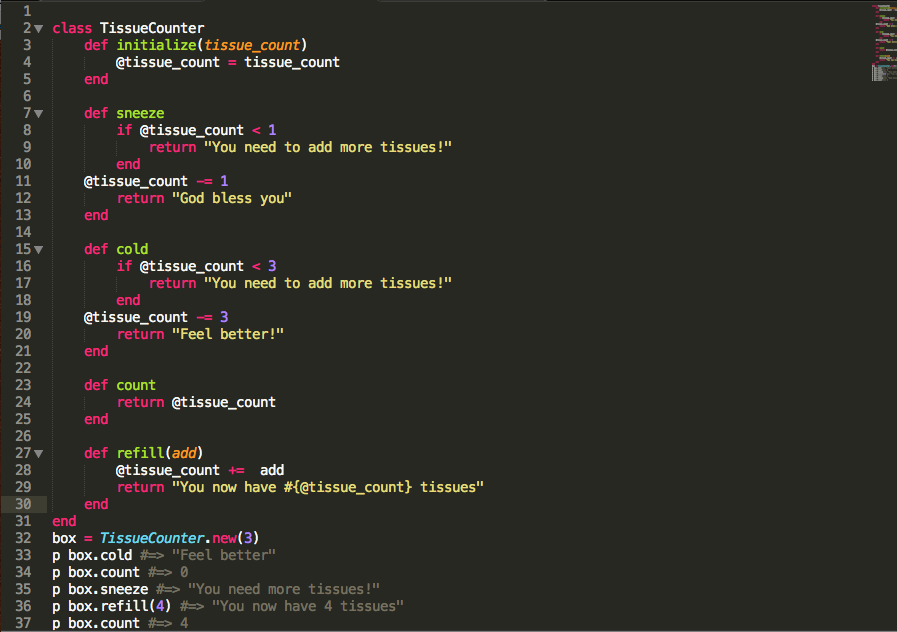 1
2 class TissueCounter
3     def initialize(tissue_count)
4         @tissue_count = tissue_count
5     end
6
7     def sneeze
8         if @tissue_count < 1
9             return "You need to add more tissues!"
10         end
11     @tissue_count -= 1
12         return "God bless you"
13     end
14
15     def cold
16         if @tissue_count < 3
17             return "You need to add more tissues!"
18         end
19     @tissue_count -= 3
20         return "Feel better!"
21     end
22
23     def count
24         return @tissue_count
25     end
26
27     def refill(add)
28         @tissue_count +=  add
29         return "You now have #{@tissue_count} tissues"
30     end
31 end
32 box = TissueCounter.new(3)
33 p box.cold #=> "Feel better"
34 p box.count #=> 0
35 p box.sneeze #=> "You need more tissues!"
36 p box.refill(4) #=> "You now have 4 tissues"
37 p box.count #=> 4